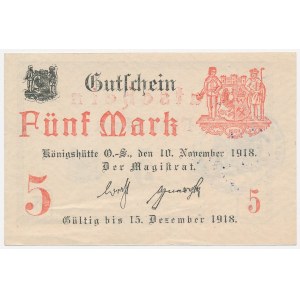 Gutschein
Fünf Mark
Königshütte O.-S., den 10. November 1918.
Der Magistrat.
5 5
Gültig bis 15. Dezember 1918.